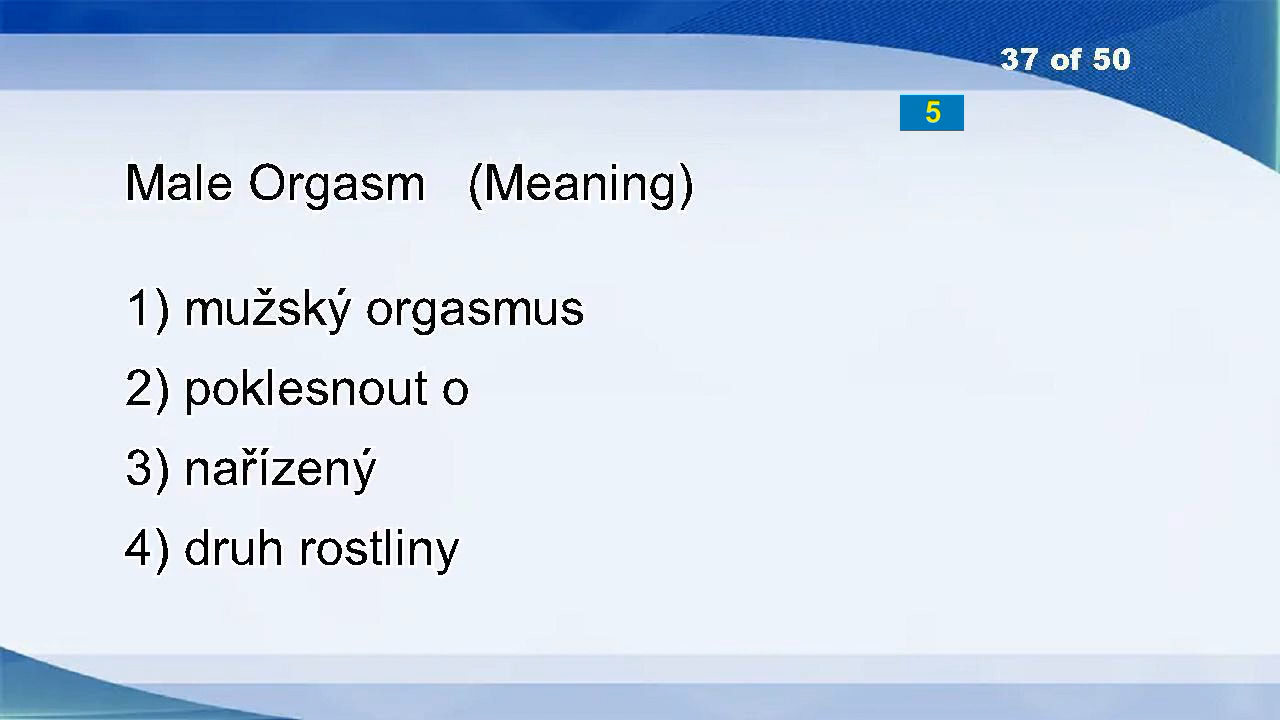 37 of 50
5
Male Orgasm (Meaning)
1) mužský orgasmus
2) poklesnout o
3) nařízený
4) druh rostliny